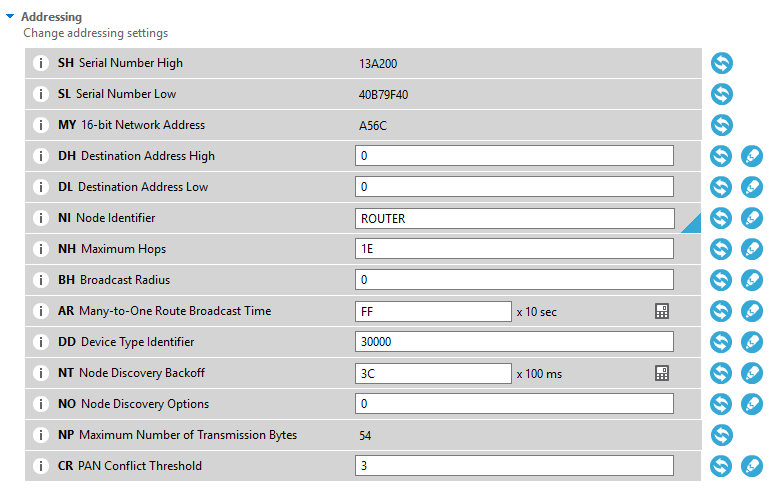 Addressing
Change addressing settings
i SH Serial Number High 13A200
i SL Serial Number Low 40B79F40
i MY 16-bit Network Address A56C
i DH Destination Address High 0
i DL Destination Address Low 0
i NI Node Identifier ROUTER
i NH Maximum Hops 1E
i BH Broadcast Radius 0
i AR Many-to-One Route Broadcast Time FF x 10 sec
i DD Device Type Identifier 30000
i NT Node Discovery Backoff 3C x 100 ms
i NO Node Discovery Options 0
i NP Maximum Number of Transmission Bytes 54
i CR PAN Conflict Threshold 3